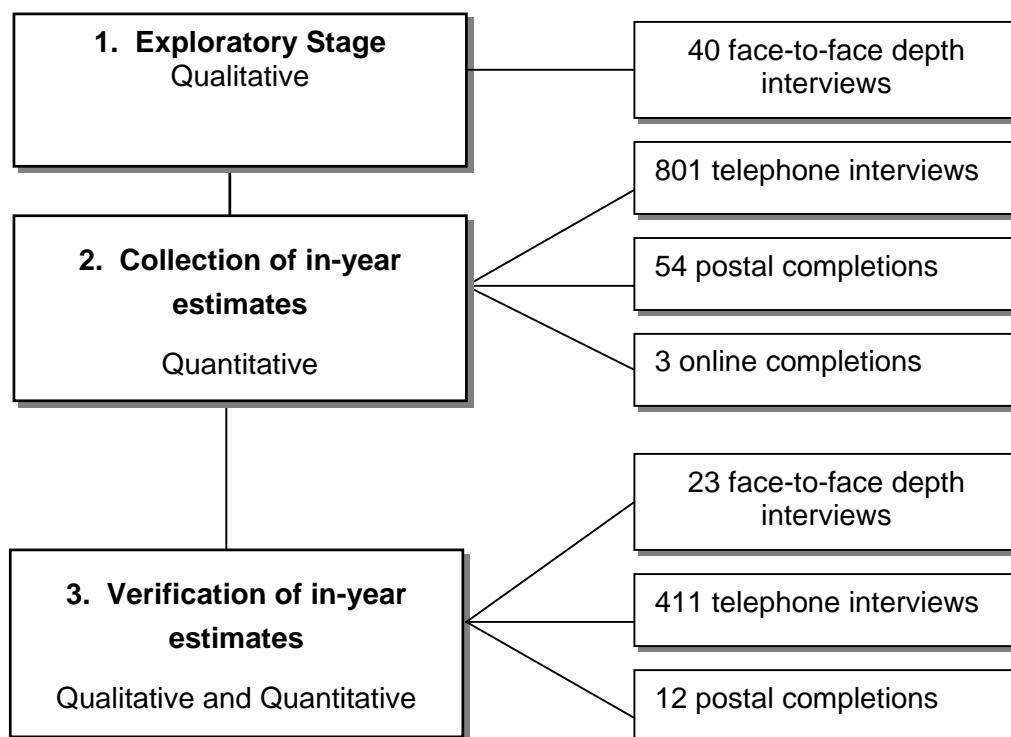 1. Exploratory Stage
Qualitative
40 face-to-face depth
interviews
801 telephone interviews
2. Collection of in-year
estimates
Quantitative
54 postal completions
3 online completions
23 face-to-face depth
interviews
3. Verification of in-year
estimates
Qualitative and Quantitative
411 telephone interviews
12 postal completions